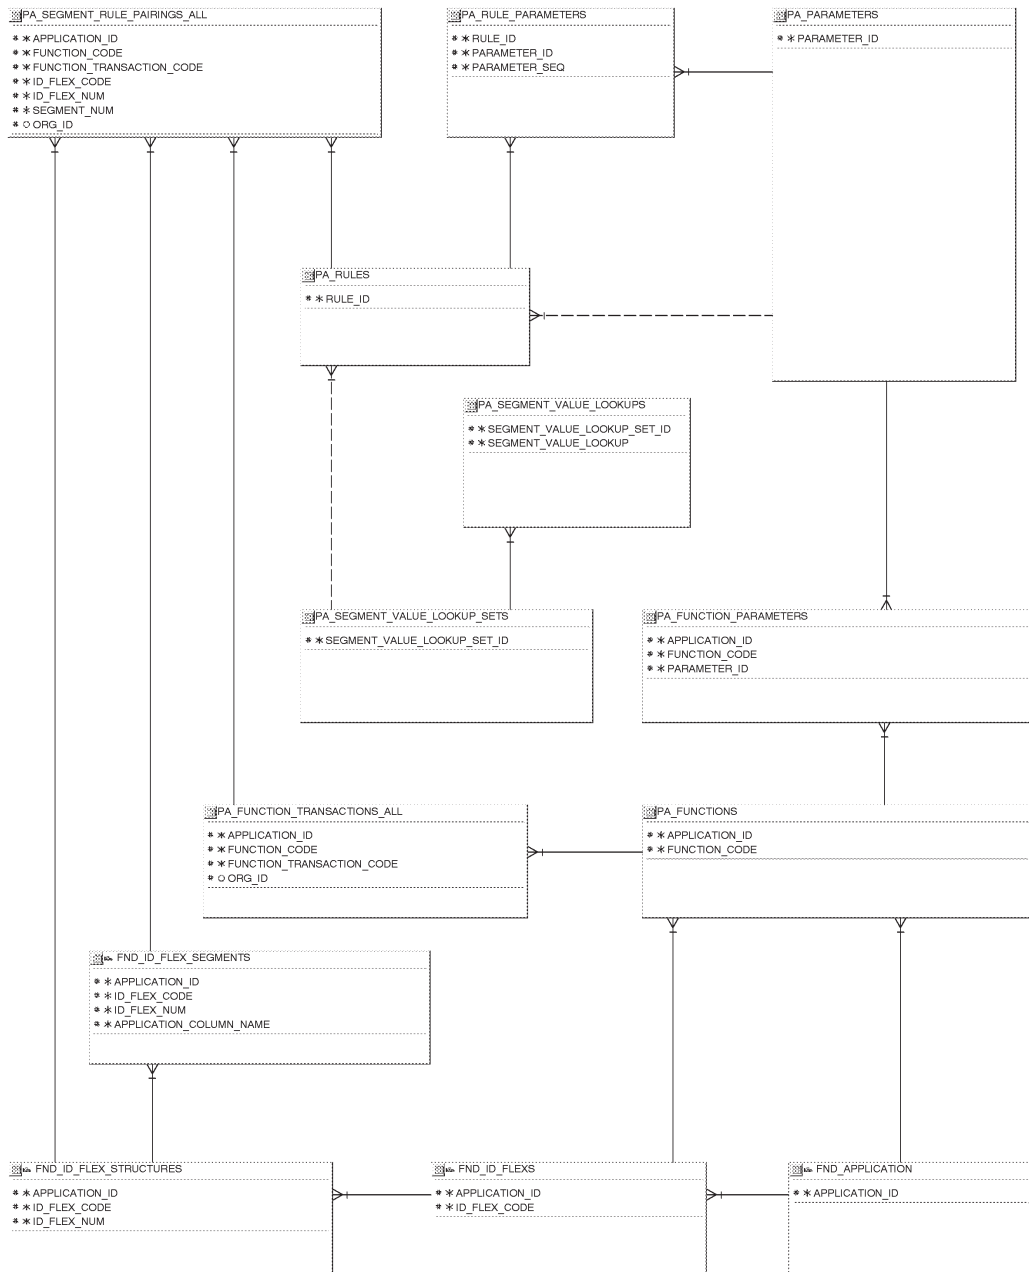 PA_SEGMENT_RULE_PAIRINGS_ALL
# * APPLICATION_ID
# * FUNCTION_CODE
# * FUNCTION_TRANSACTION_CODE
# * ID_FLEX_CODE
# * ID_FLEX_NUM
# * SEGMENT_NUM
# O ORG_ID
PA_RULE_PARAMETERS
# * RULE_ID
# * PARAMETER_ID
# * PARAMETER_SEQ
PA_PARAMETERS
# * PARAMETER_ID
PA_RULES
# * RULE_ID
PA_SEGMENT_VALUE_LOOKUPS
# * SEGMENT_VALUE_LOOKUP_SET_ID
# * SEGMENT_VALUE_LOOKUP
PA_SEGMENT_VALUE_LOOKUP_SETS
# * SEGMENT_VALUE_LOOKUP_SET_ID
PA_FUNCTION_PARAMETERS
# * APPLICATION_ID
# * FUNCTION_CODE
# * PARAMETER_ID
PA_FUNCTION_TRANSACTIONS_ALL
# * APPLICATION_ID
# * FUNCTION_CODE
# * FUNCTION_TRANSACTION_CODE
# O ORG_ID
PA_FUNCTIONS
# * APPLICATION_ID
# * FUNCTION_CODE
FND_ID_FLEX_SEGMENTS
# * APPLICATION_ID
# * ID_FLEX_CODE
# * ID_FLEX_NUM
# * APPLICATION_COLUMN_NAME
FND_ID_FLEX_STRUCTURES
# * APPLICATION_ID
# * ID_FLEX_CODE
# * ID_FLEX_NUM
FND_ID_FLEXS
# * APPLICATION_ID
# * ID_FLEX_CODE
FND_APPLICATION
# * APPLICATION_ID